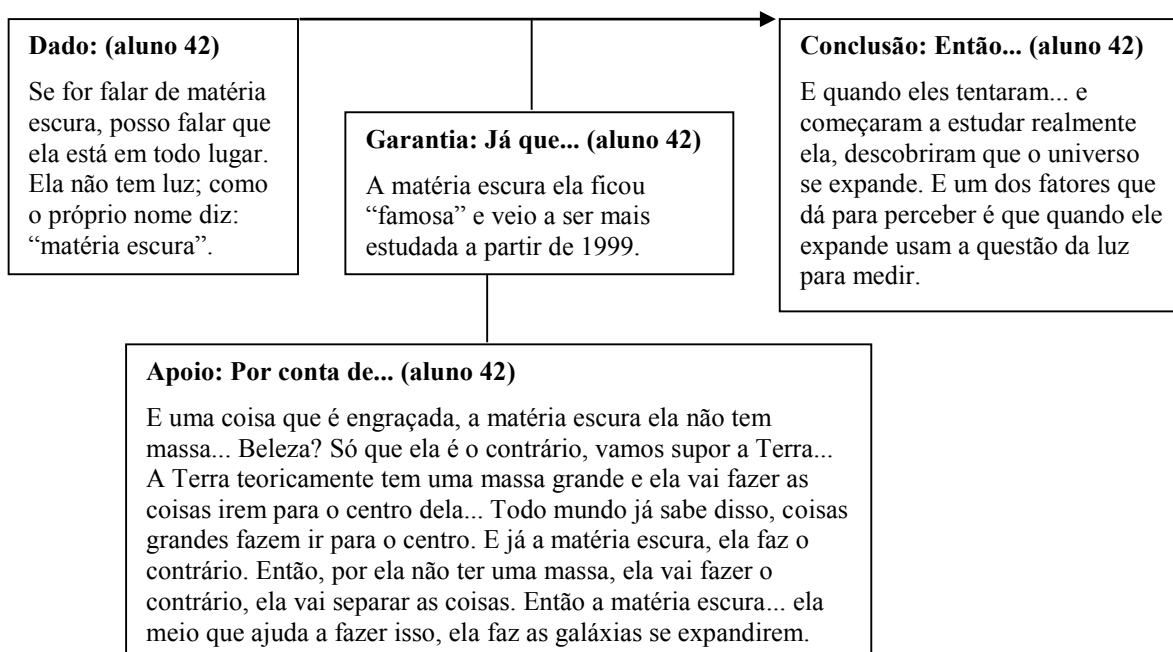 Dado: (aluno 42)
Se for falar de matéria
escura, posso falar que
ela está em todo lugar.
Ela não tem luz; como
o próprio nome diz:
“matéria escura”.
Garantia: Já que... (aluno 42)
A matéria escura ela ficou
“famosa” e veio a ser mais
estudada a partir de 1999.
Conclusão: Então... (aluno 42)
E quando eles tentaram... e
começaram a estudar realmente
ela, descobriram que o universo
se expande. E um dos fatores que
dá para perceber é que quando ele
expande usam a questão da luz
para medir.
Apoio: Por conta de... (aluno 42)
E uma coisa que é engraçada, a matéria escura ela não tem
massa... Beleza? Só que ela é o contrário, vamos supor a Terra...
A Terra teoricamente tem uma massa grande e ela vai fazer as
coisas irem para o centro dela... Todo mundo já sabe disso, coisas
grandes fazem ir para o centro. E já a matéria escura, ela faz o
contrário. Então, por ela não ter uma massa, ela vai fazer o
contrário, ela vai separar as coisas. Então a matéria escura... ela
meio que ajuda a fazer isso, ela faz as galáxias se expandirem.